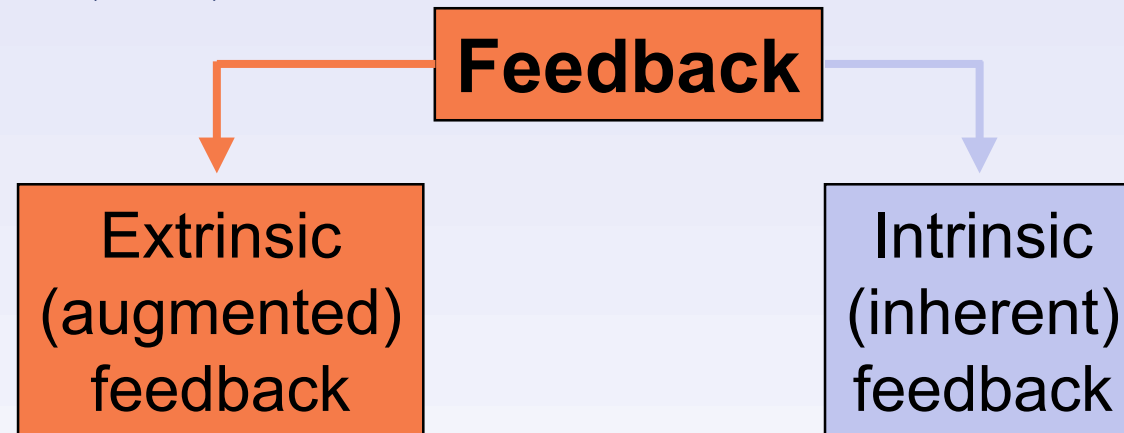 Feedback
Extrinsic
(augmented)
feedback
Intrinsic
(inherent)
feedback